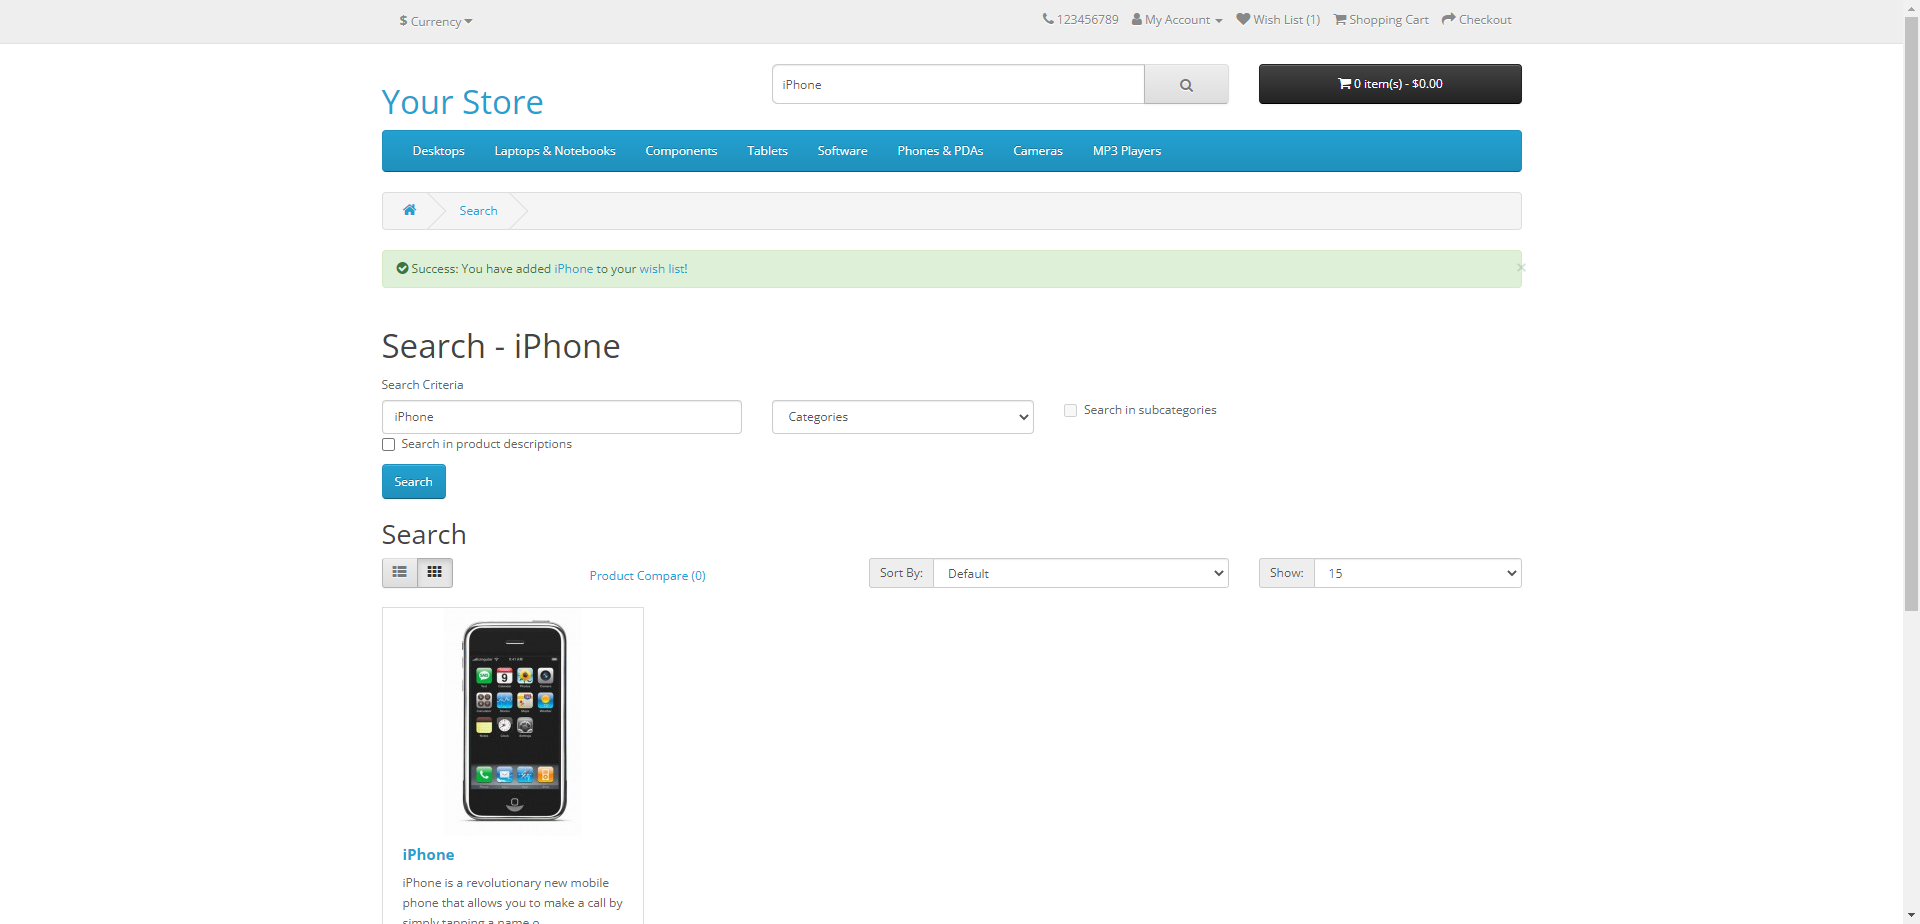 $ Currency
123456789 My Account Wish List (1) Shopping Cart Checkout
Your Store
iPhone
0 item(s) - $0.00
Desktops Laptops & Notebooks Components Tablets Software Phones & PDAs Cameras MP3 Players
Search
Success: You have added iPhone to your wish list!
×
Search - iPhone
Search Criteria
iPhone
Categories
Search in subcategories
Search in product descriptions
Search
Search
Product Compare (0)
Sort By: Default
Show: 15
iPhone
iPhone is a revolutionary new mobile
phone that allows you to make a call by
simply tapping a name o